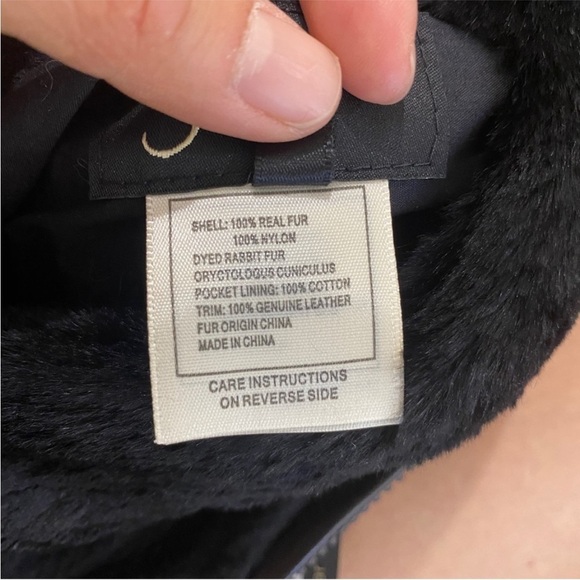 SHELL: 100% REAL FUR
100% NYLON
DYED RABBIT FUR
ORYCTOLOGUS CUNICULUS
POCKET LINING: 100% COTTON
TRIM: 100% GENUINE LEATHER
FUR ORIGIN CHINA
MADE IN CHINA
CARE INSTRUCTIONS
ON REVERSE SIDE